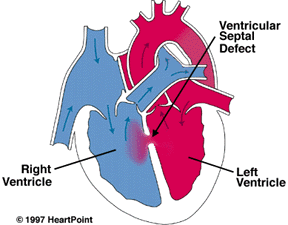 Ventricular
Septal
Defect
Right
Ventricle
Left
Ventricle
© 1997 HeartPoint